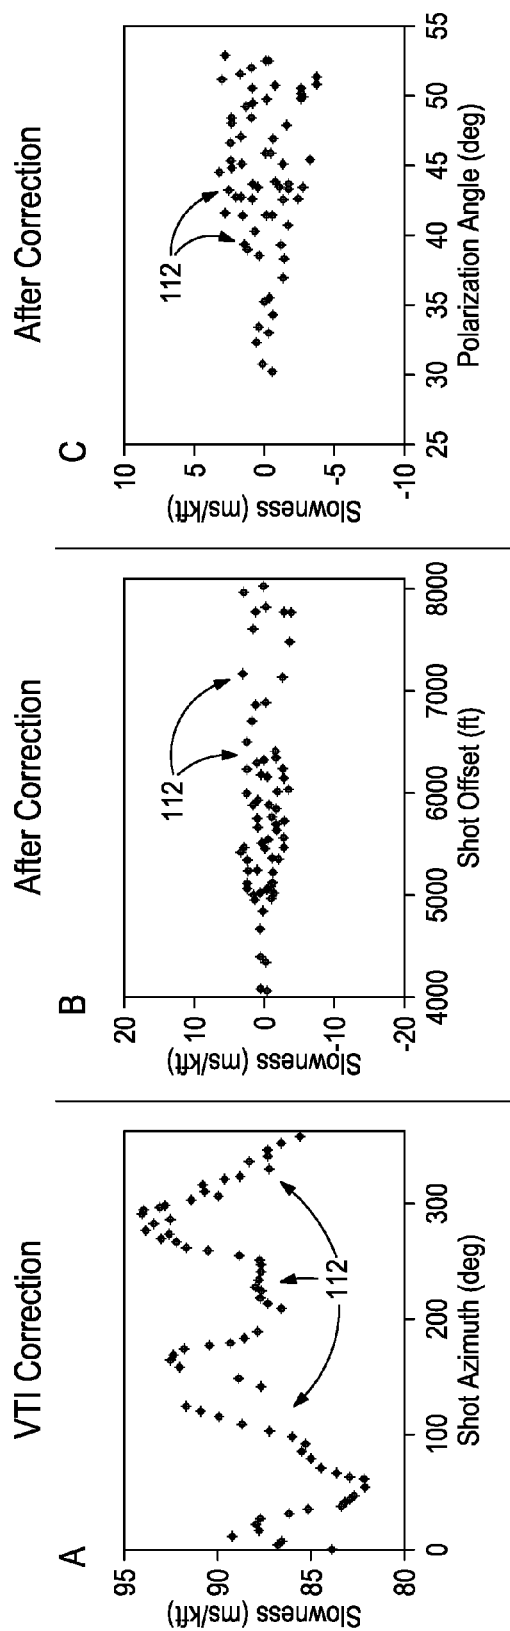 A
VTI Correction
Slowness (ms/kft)
95
90
85
80
112
0
100
200
300
Shot Azimuth (deg)
B
After Correction
Slowness (ms/kft)
20
10
0
-10
-20
112
4000
5000
6000
7000
8000
Shot Offset (ft)
C
After Correction
Slowness (ms/kft)
10
5
0
-5
-10
112
25
30
35
40
45
50
55
Polarization Angle (deg)